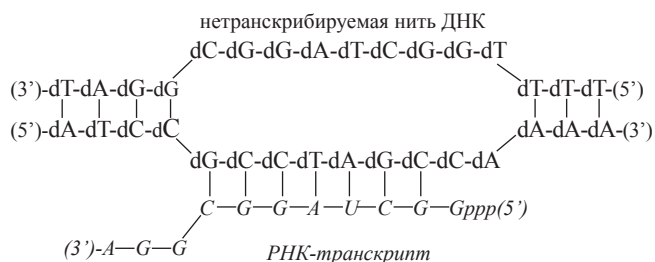 нетранскрибируемая нить ДНК
dC-dG-dG-dA-dT-dC-dG-dG-dT
(3’)-dT-dA-dG-dG dT-dT-dT-(5’)
(5’)-dA-dT-dC-dC dA-dA-dA-(3’)
dG-dC-dC-dT-dA-dG-dC-dC-dA
C—G—G—A—U—C—G—Gppp(5’)
(3’)-A—G—G
РНК-транскрипт